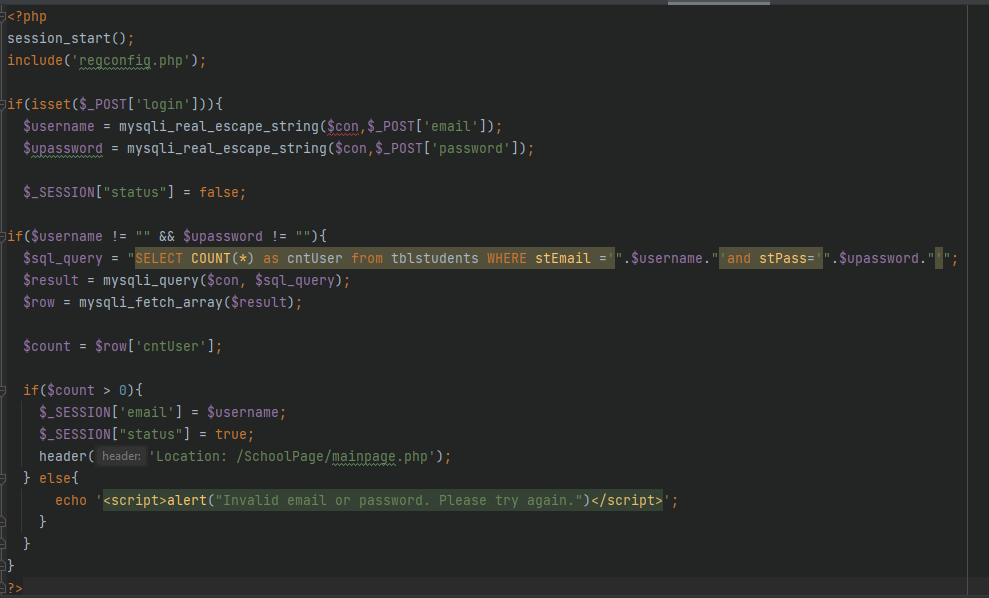 <?php
session_start();
include('regconfig.php');
if(isset($_POST['login'])){
$username = mysqli_real_escape_string($con,$_POST['email']);
$upassword = mysqli_real_escape_string($con,$_POST['password']);
$_SESSION["status"] = false;
if($username != "" && $upassword != ""){
$sql_query = "SELECT COUNT(*) as cntUser from tblstudents WHERE stEmail ='".$username."'and stPass='".$upassword."'";
$result = mysqli_query($con, $sql_query);
$row = mysqli_fetch_array($result);
$count = $row['cntUser'];
if($count > 0){
$_SESSION['email'] = $username;
$_SESSION["status"] = true;
header( header: 'Location: /SchoolPage/mainpage.php');
} else{
echo '<script>alert("Invalid email or password. Please try again.")</script>';
}
}
}
?>